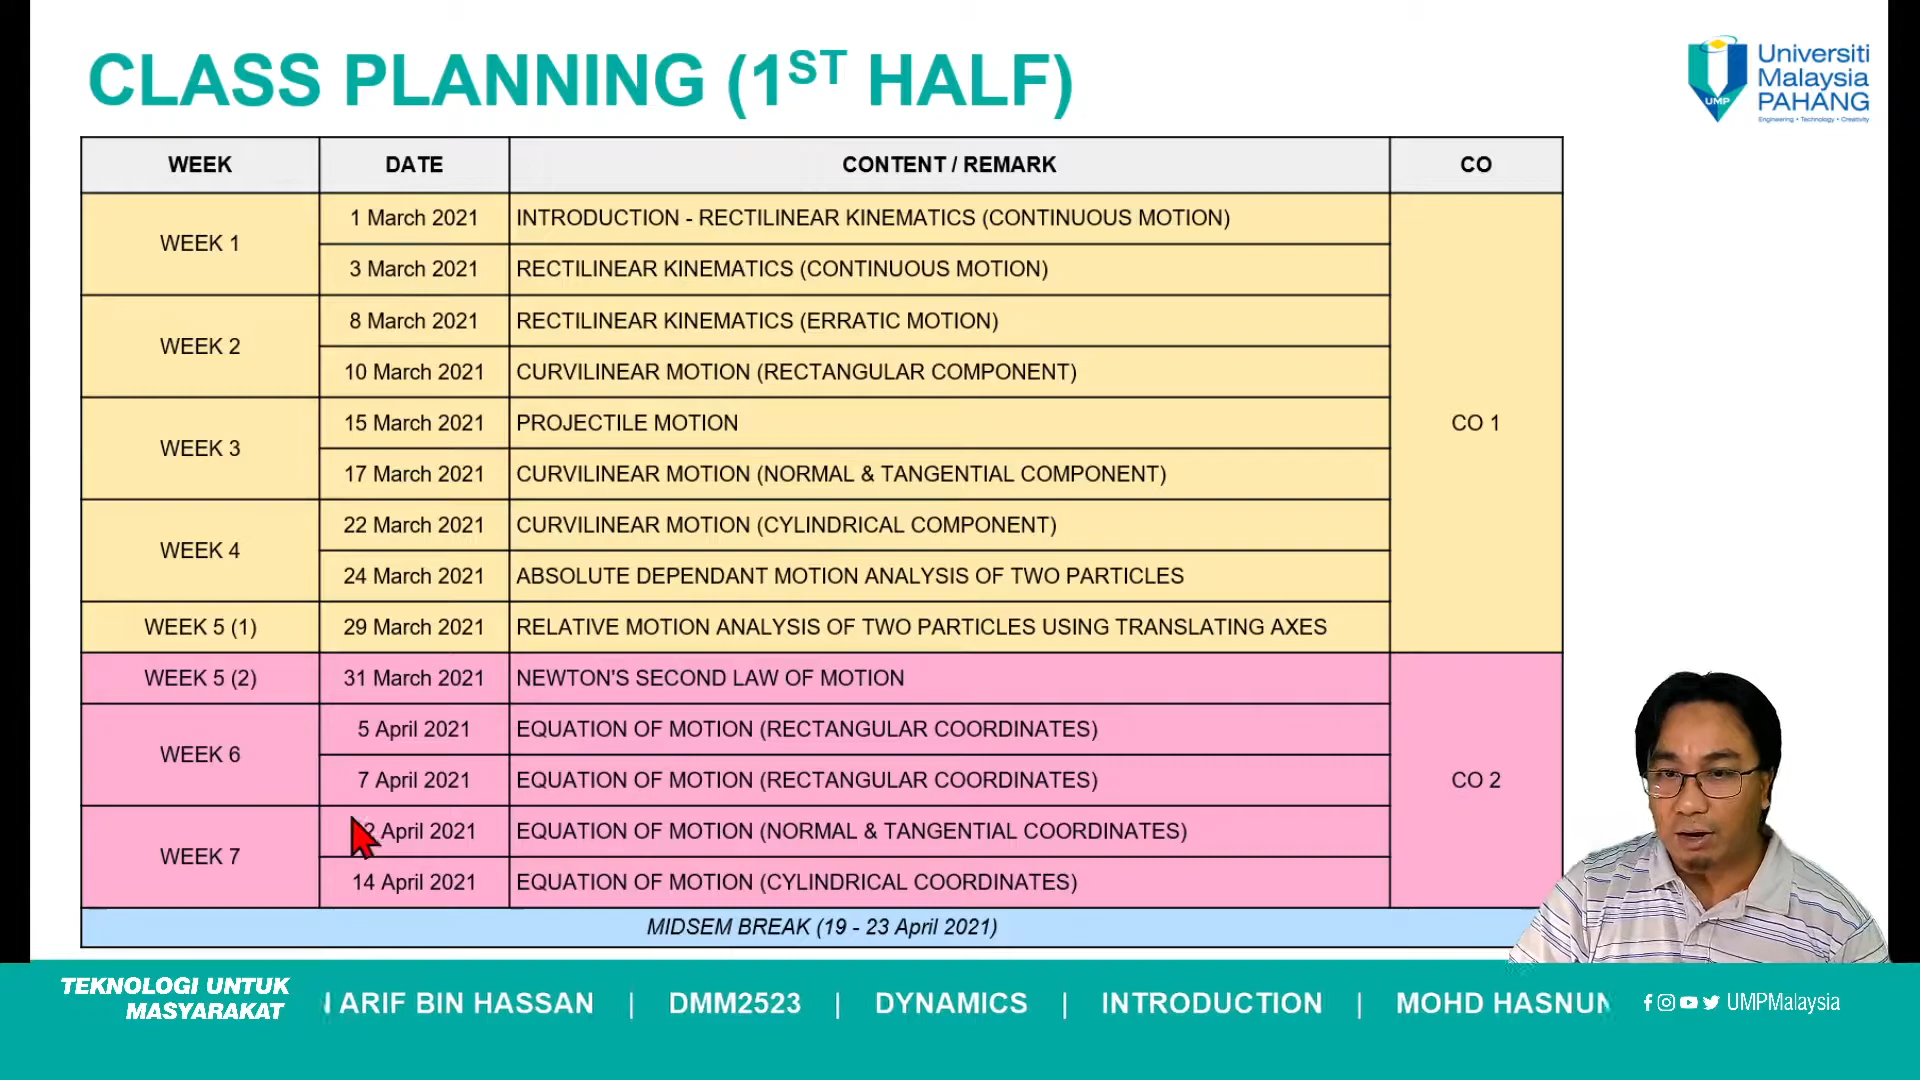 CLASS PLANNING (1ST HALF)
Universiti
Malaysia
PAHANG
Engineering • Technology • Creativity
UMP
WEEK DATE CONTENT / REMARK CO
WEEK 1
1 March 2021 INTRODUCTION - RECTILINEAR KINEMATICS (CONTINUOUS MOTION)
3 March 2021 RECTILINEAR KINEMATICS (CONTINUOUS MOTION)
WEEK 2
8 March 2021 RECTILINEAR KINEMATICS (ERRATIC MOTION)
10 March 2021 CURVILINEAR MOTION (RECTANGULAR COMPONENT)
WEEK 3
15 March 2021 PROJECTILE MOTION
17 March 2021 CURVILINEAR MOTION (NORMAL & TANGENTIAL COMPONENT)
WEEK 4
22 March 2021 CURVILINEAR MOTION (CYLINDRICAL COMPONENT)
24 March 2021 ABSOLUTE DEPENDANT MOTION ANALYSIS OF TWO PARTICLES
WEEK 5 (1) 29 March 2021 RELATIVE MOTION ANALYSIS OF TWO PARTICLES USING TRANSLATING AXES
CO 1
WEEK 5 (2) 31 March 2021 NEWTON'S SECOND LAW OF MOTION
WEEK 6
5 April 2021 EQUATION OF MOTION (RECTANGULAR COORDINATES)
7 April 2021 EQUATION OF MOTION (RECTANGULAR COORDINATES)
WEEK 7
2 April 2021 EQUATION OF MOTION (NORMAL & TANGENTIAL COORDINATES)
14 April 2021 EQUATION OF MOTION (CYLINDRICAL COORDINATES)
CO 2
MIDSEM BREAK (19 - 23 April 2021)
TEKNOLOGI UNTUK
MASYARAKAT
ARIF BIN HASSAN | DMM2523 | DYNAMICS | INTRODUCTION | MOHD HASNUN
UMPMalaysia